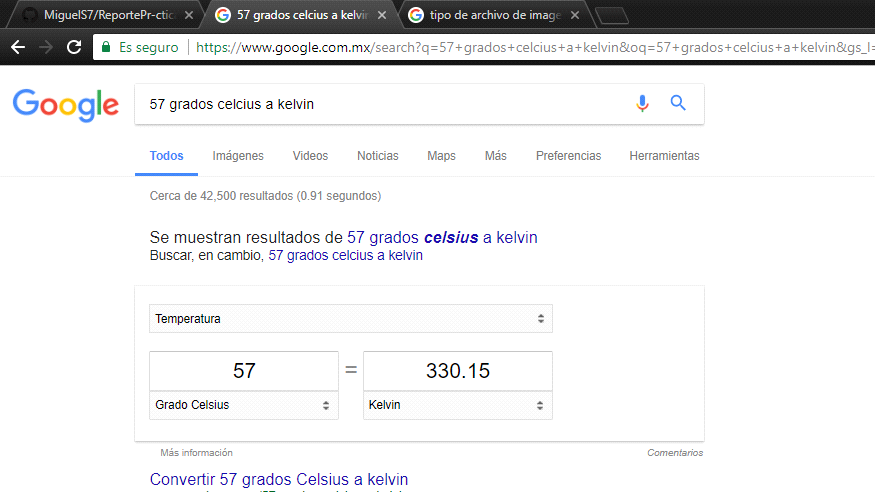 MiguelS7/ReportePr-ctic
57 grados celcius a kelvin
tipo de archivo de image
Es seguro
https://www.google.com.mx/search?q=57+grados+celcius+a+kelvin&oq=57+grados+celcius+a+kelvin&gs_l=
Google
57 grados celcius a kelvin
Todos Imágenes Videos Noticias Maps Más Preferencias Herramientas
Cerca de 42,500 resultados (0.91 segundos)
Se muestran resultados de 57 grados celsius a kelvin
Buscar, en cambio, 57 grados celcius a kelvin
Temperatura
57 = 330.15
Grado Celsius Kelvin
Más información Comentarios
Convertir 57 grados Celsius a kelvin